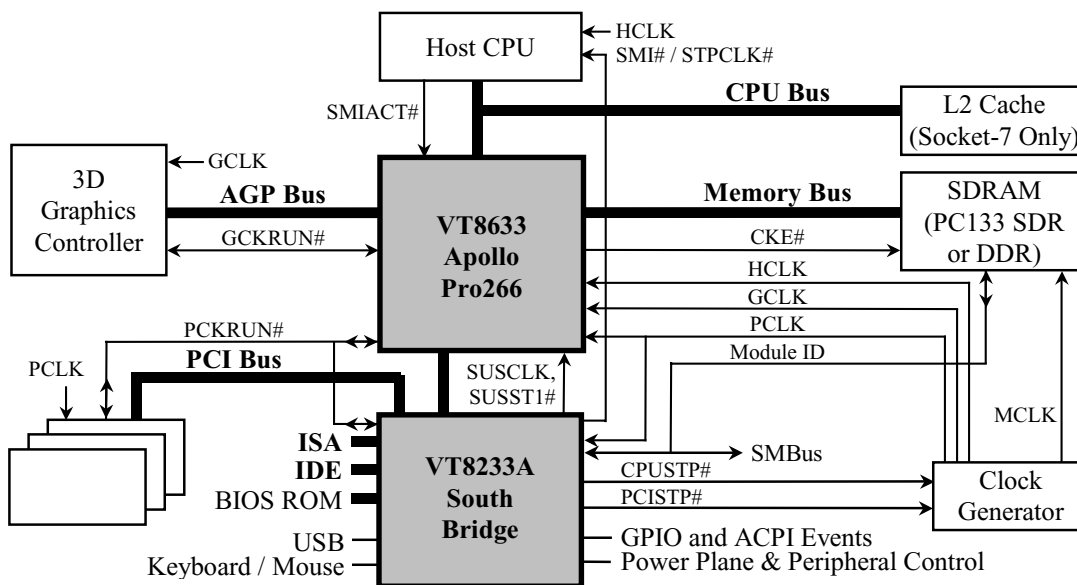 Host CPU
HCLK
SMI# / STPCLK#
SMIACT#
CPU Bus
L2 Cache
(Socket-7 Only)
3D
Graphics
Controller
GCLK
AGP Bus
GCKRUN#
VT8633
Apollo
Pro266
Memory Bus
SDRAM
(PC133 SDR
or DDR)
CKE#
HCLK
GCLK
PCLK
Module ID
PCKRUN#
PCI Bus
PCLK
SUSCLK,
SUSST1#
MCLK
ISA
IDE
BIOS ROM
USB
Keyboard / Mouse
VT8233A
South
Bridge
SMBus
CPUSTP#
PCISTP#
Clock
Generator
GPIO and ACPI Events
Power Plane & Peripheral Control